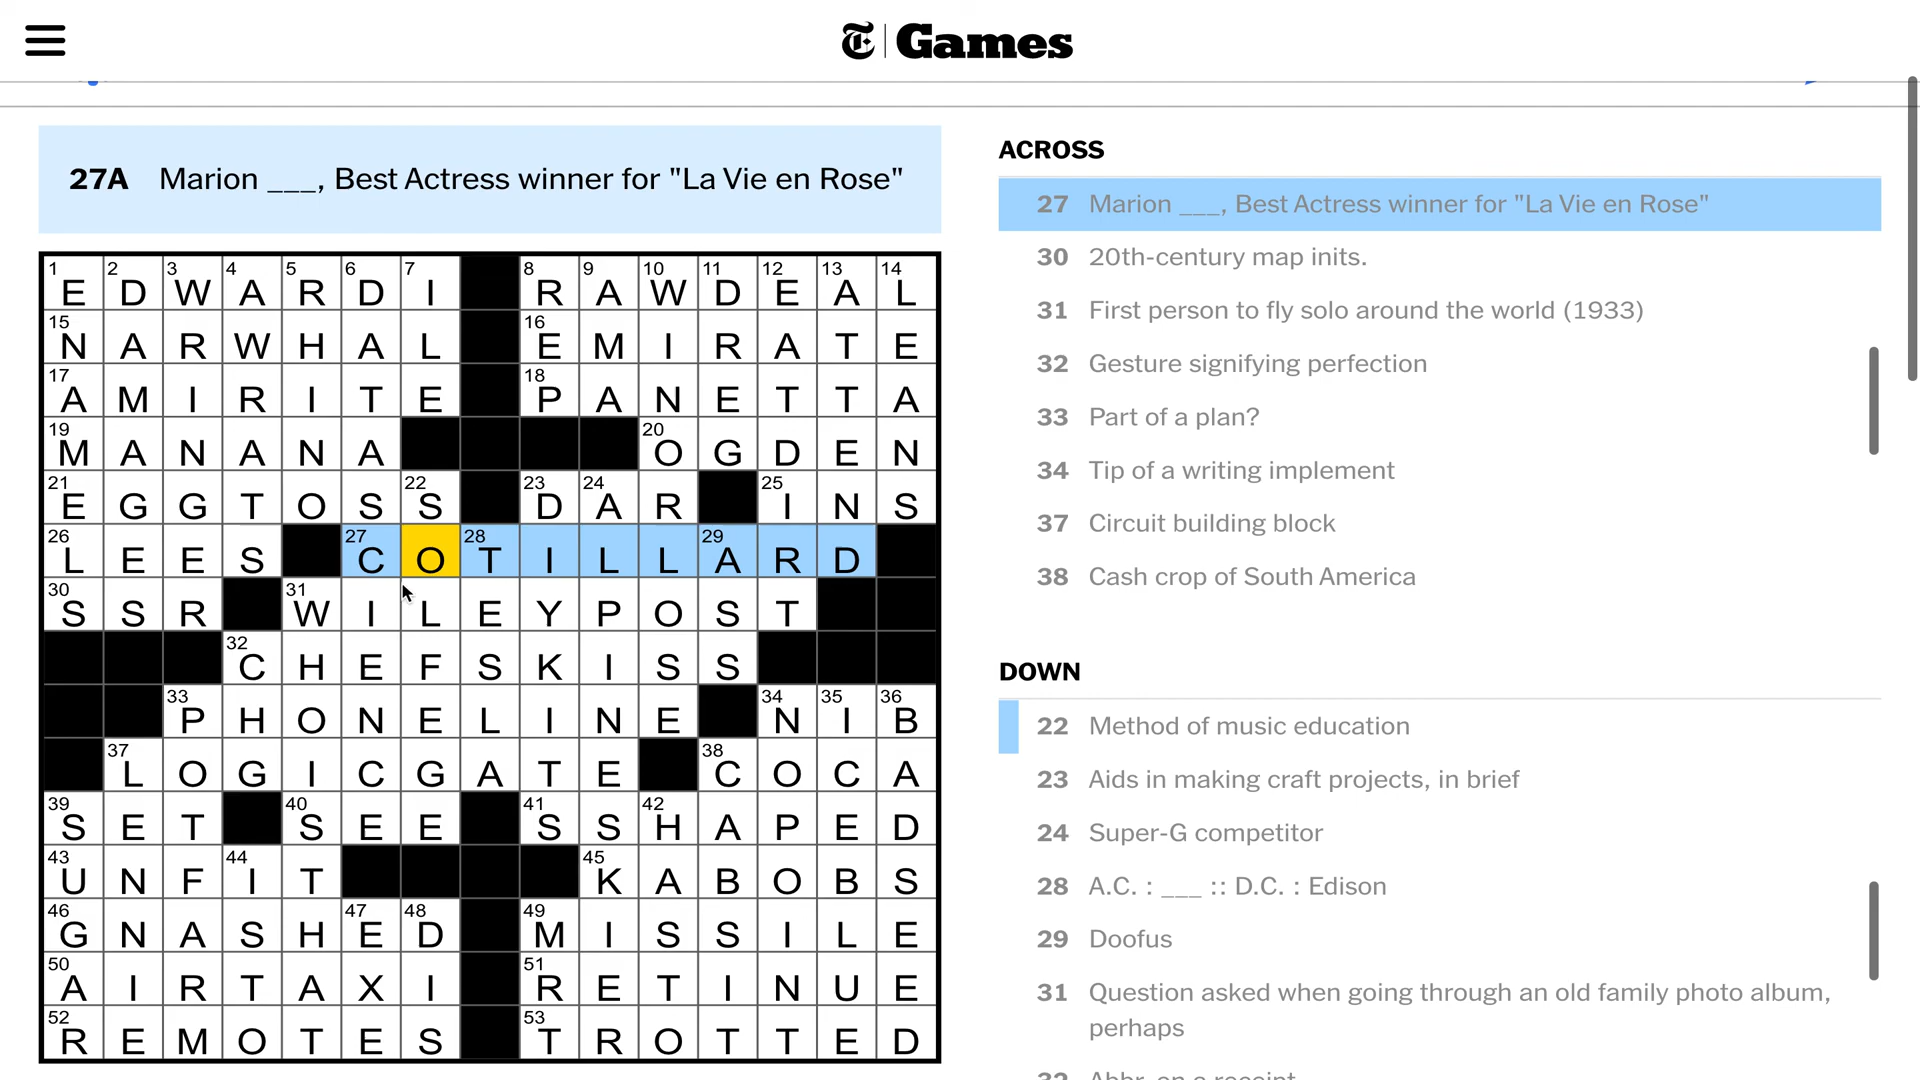 T Games
27A Marion ___, Best Actress winner for "La Vie en Rose"
1 2 3 4 5 6 7 8 9 10 11 12 13 14
E D W A R D I R A W D E A L
15 16
N A R W H A L E M I R A T E
17 18
A M I R I T E P A N E T T A
19 20
M A N A N A O G D E N
21 22 23 24 25
E G G T O S S D A R I N S
26 27 28 29
L E E S C O T I L L A R D
30 31
S S R W I L E Y P O S T
32
C H E F S K I S S
33 34 35 36
P H O N E L I N E N I B
37 38
L O G I C G A T E C O C A
39 40 41 42
S E T S E E S S H A P E D
43 44 45
U N F I T K A B O B S
46 47 48 49
G N A S H E D M I S S I L E
50 51
A I R T A X I R E T I N U E
52 53
R E M O T E S T R O T T E D
ACROSS
27 Marion ___, Best Actress winner for "La Vie en Rose"
30 20th-century map inits.
31 First person to fly solo around the world (1933)
32 Gesture signifying perfection
33 Part of a plan?
34 Tip of a writing implement
37 Circuit building block
38 Cash crop of South America
DOWN
22 Method of music education
23 Aids in making craft projects, in brief
24 Super-G competitor
28 A.C. : ___ :: D.C. : Edison
29 Doofus
31 Question asked when going through an old family photo album,
perhaps
32 Abbr. on a receipt